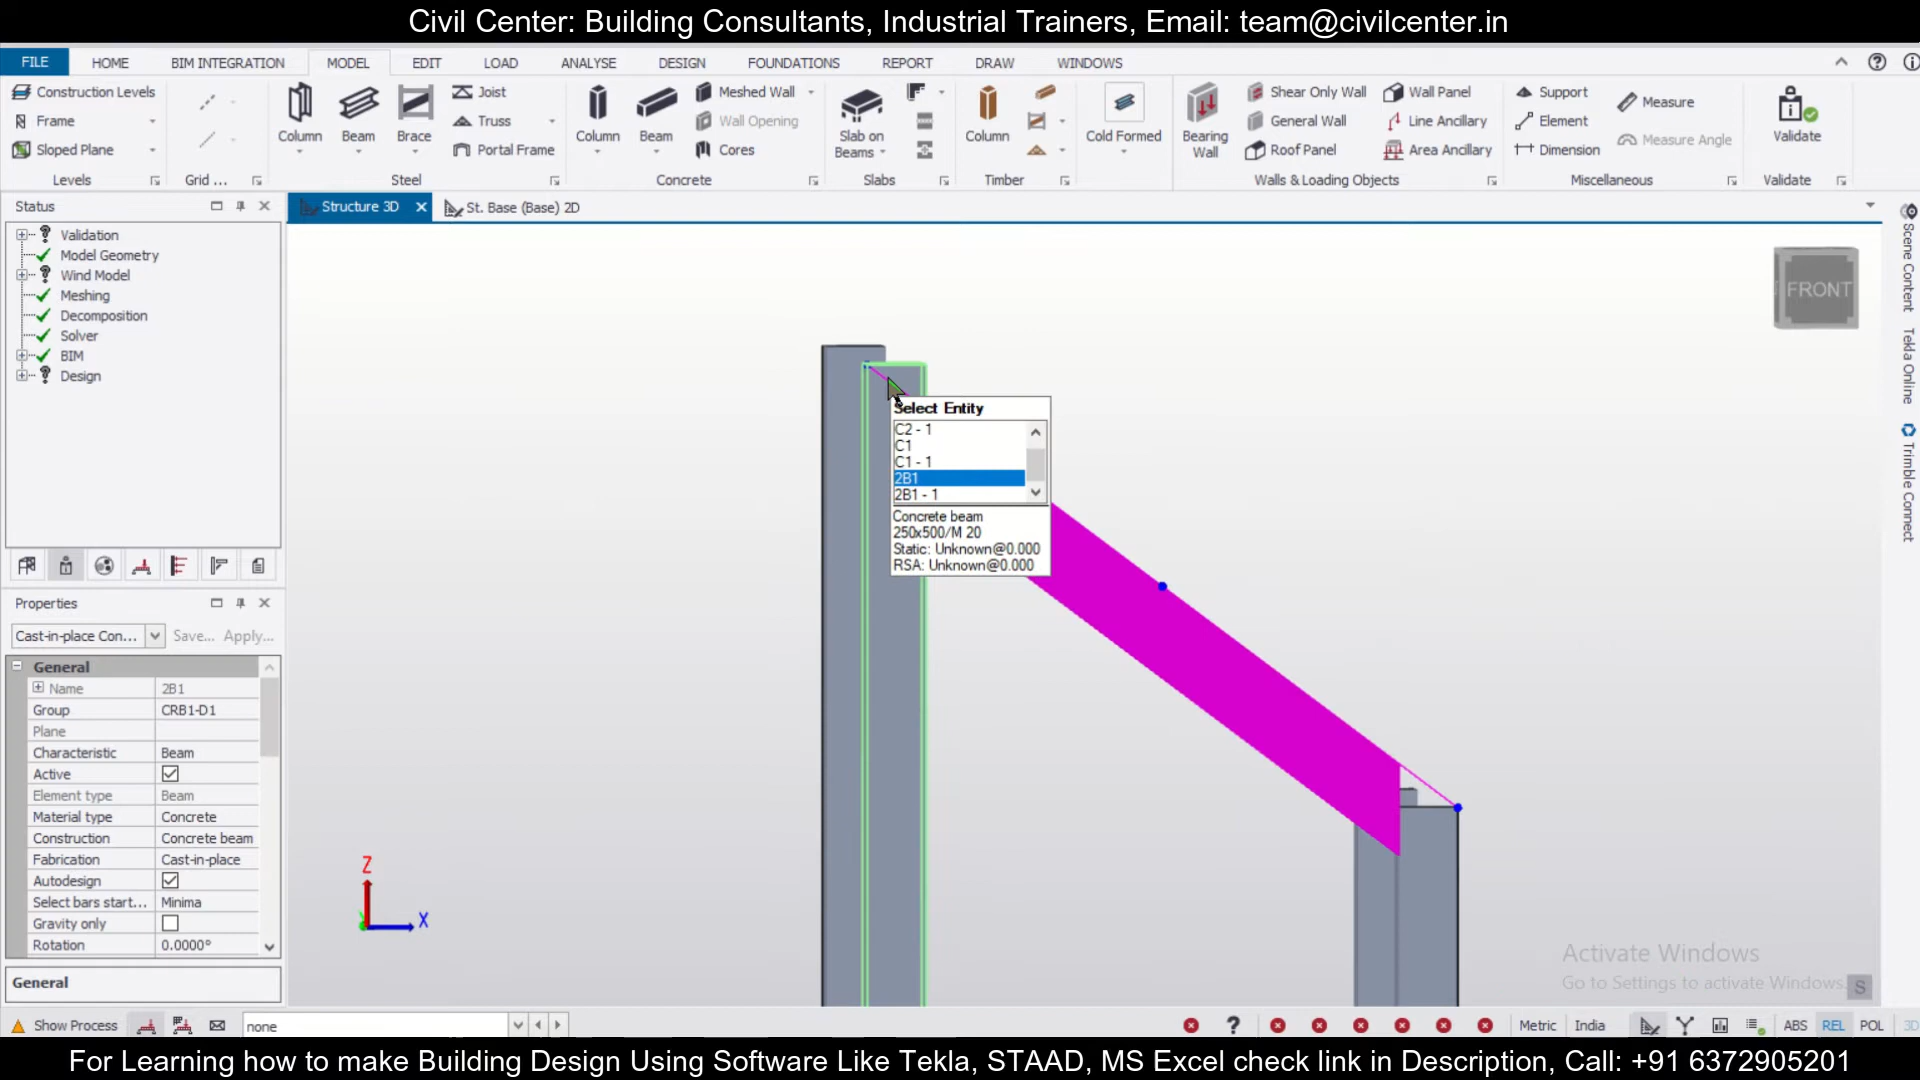 Civil Center: Building Consultants, Industrial Trainers, Email: team@civilcenter.in
FILE HOME BIM INTEGRATION MODEL EDIT LOAD ANALYSE DESIGN FOUNDATIONS REPORT DRAW WINDOWS
Construction Levels
Frame
Sloped Plane
Levels
Grid ...
Column Beam Brace
Joist
Truss
Portal Frame
Steel
Column Beam
Meshed Wall
Wall Opening
Cores
Concrete
Slab on
Beams
Slabs
Column
Timber
Cold Formed
Bearing
Wall
Shear Only Wall
General Wall
Roof Panel
Wall Panel
Line Ancillary
Area Ancillary
Walls & Loading Objects
Support
Element
Dimension
Measure
Measure Angle
Miscellaneous
Validate
Validate
Status
Structure 3D
St. Base (Base) 2D
Validation
Model Geometry
Wind Model
Meshing
Decomposition
Solver
BIM
Design
Properties
Cast-in-place Con... Save... Apply...
General
Name 2B1
Group CRB1-D1
Plane
Characteristic Beam
Active
Element type Beam
Material type Concrete
Construction Concrete beam
Fabrication Cast-in-place
Autodesign
Select bars start... Minima
Gravity only
Rotation 0.0000°
General
Select Entity
C2 - 1
C1
C1 - 1
2B1
2B1 - 1
Concrete beam
250x500/M 20
Static: Unknown@0.000
RSA: Unknown@0.000
FRONT
Scene Content
Tekla Online
Trimble Connect
Z
X
Activate Windows
Go to Settings to activate Windows.
S
Show Process none Metric India ABS REL POL 3D
For Learning how to make Building Design Using Software Like Tekla, STAAD, MS Excel check link in Description, Call: +91 6372905201